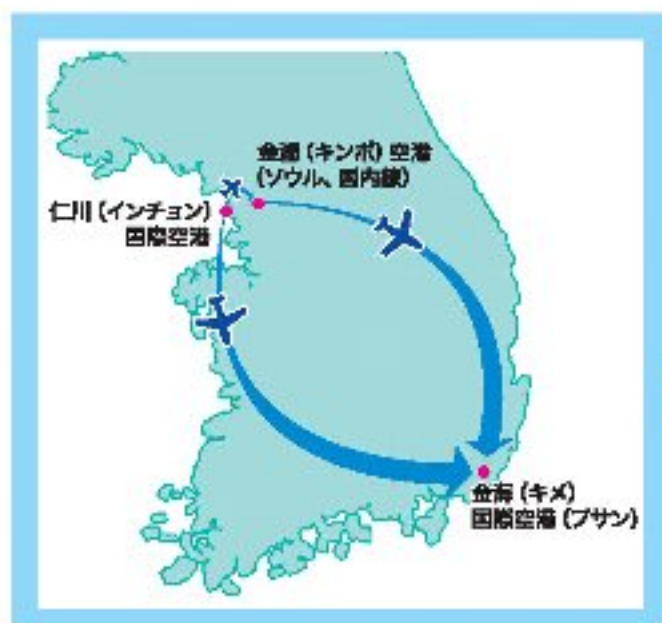 金浦（キンポ）空港
（ソウル、国内線）
仁川（インチョン）
国際空港
金海（キメ）
国際空港（プサン）